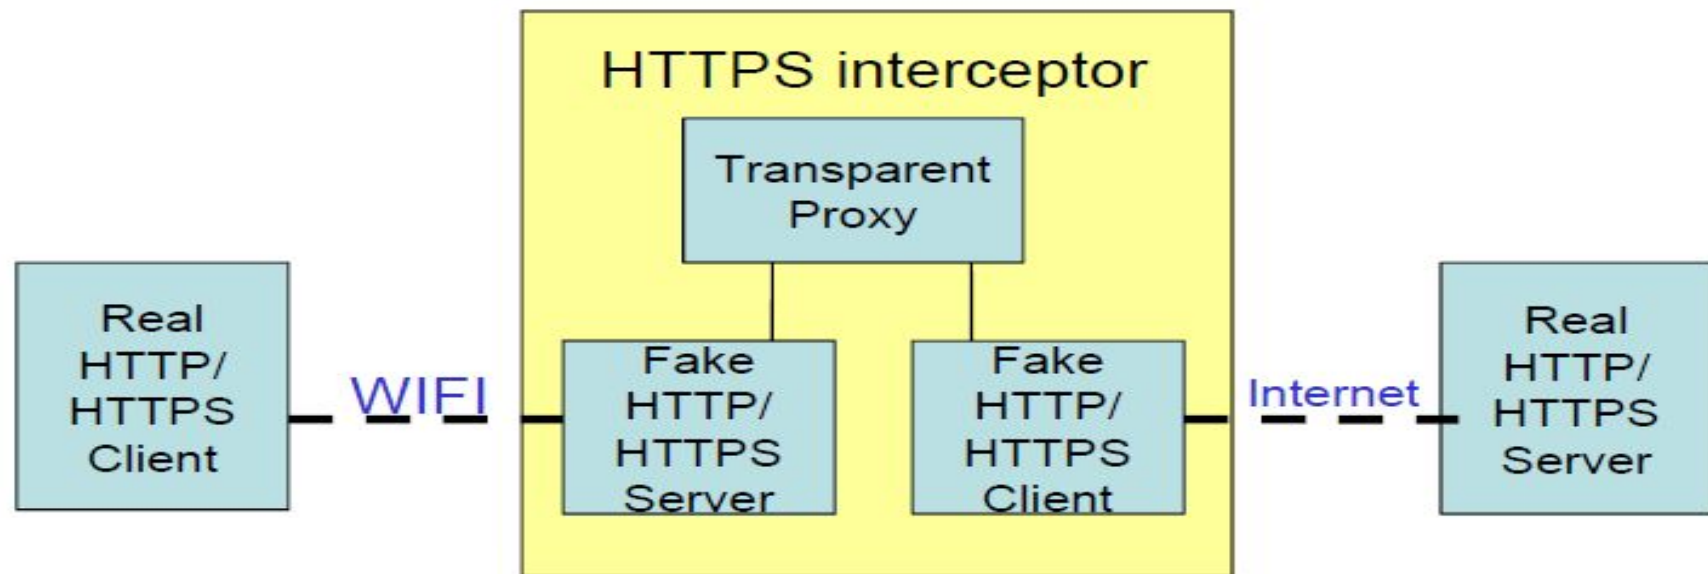 HTTPS interceptor
Transparent
Proxy
Real
HTTP/
HTTPS
Client
WIFI
Fake
HTTP/
HTTPS
Server
Fake
HTTP/
HTTPS
Client
Internet
Real
HTTP/
HTTPS
Server